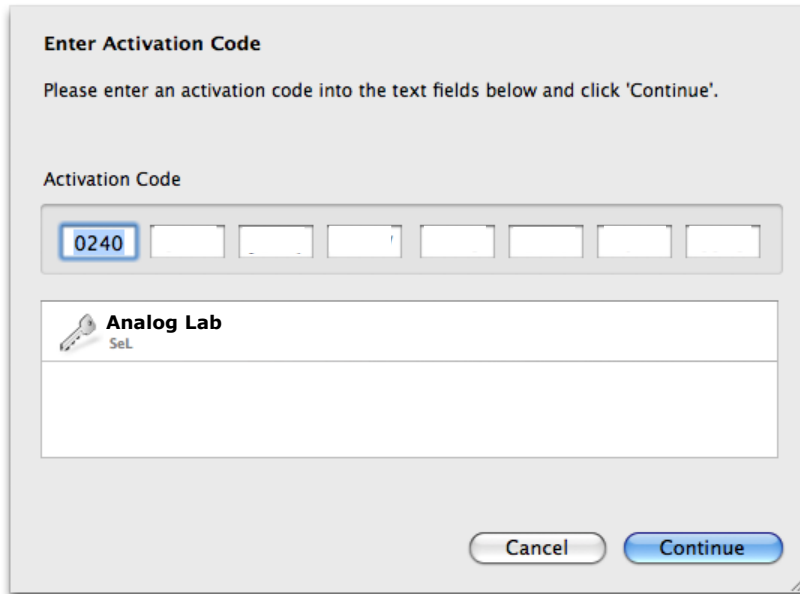 Enter Activation Code
Please enter an activation code into the text fields below and click 'Continue'.
Activation Code
0240
Analog Lab
SeL
Cancel Continue